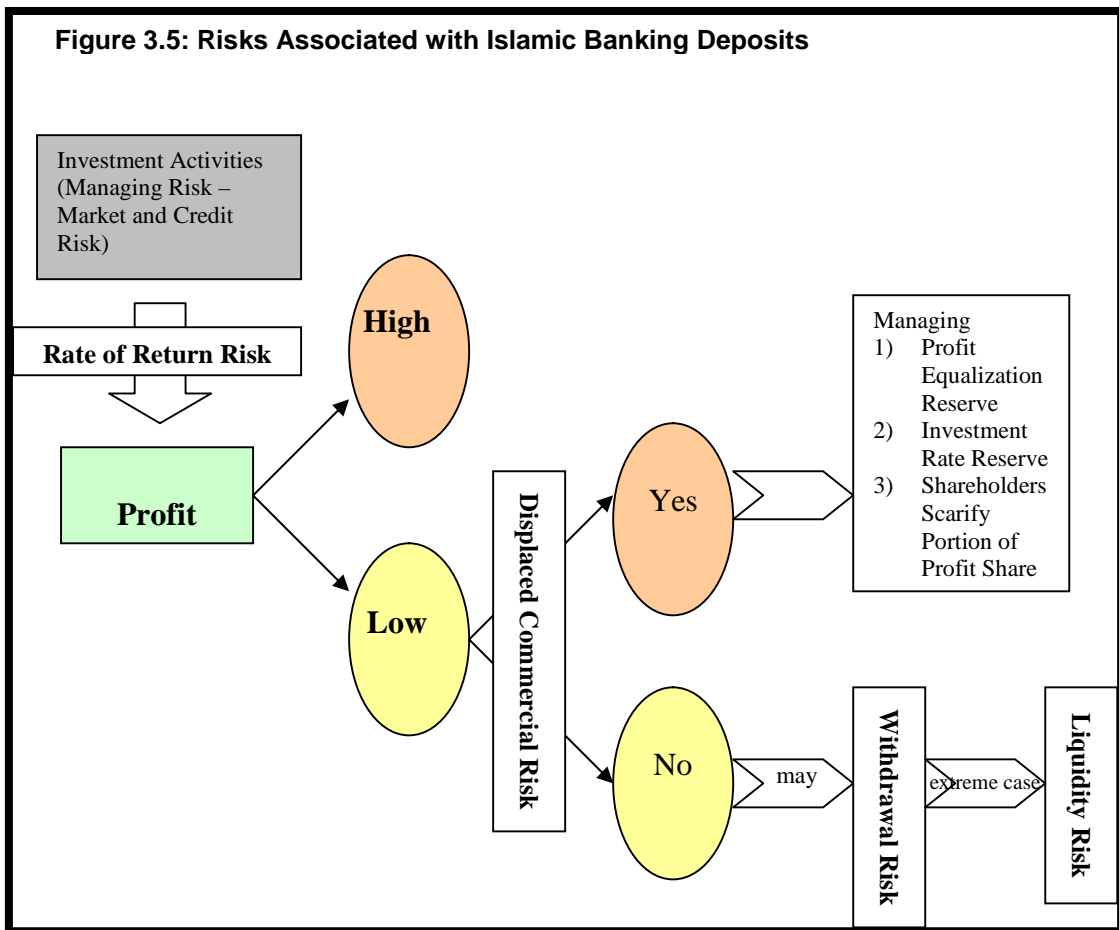 Figure 3.5: Risks Associated with Islamic Banking Deposits
Investment Activities
(Managing Risk –
Market and Credit
Risk)
Rate of Return Risk
Profit
High
Low
Displaced Commercial Risk
Yes
Managing
1) Profit
Equalization
Reserve
2) Investment
Rate Reserve
3) Shareholders
Scarify
Portion of
Profit Share
No
may
Withdrawal Risk
extreme case
Liquidity Risk